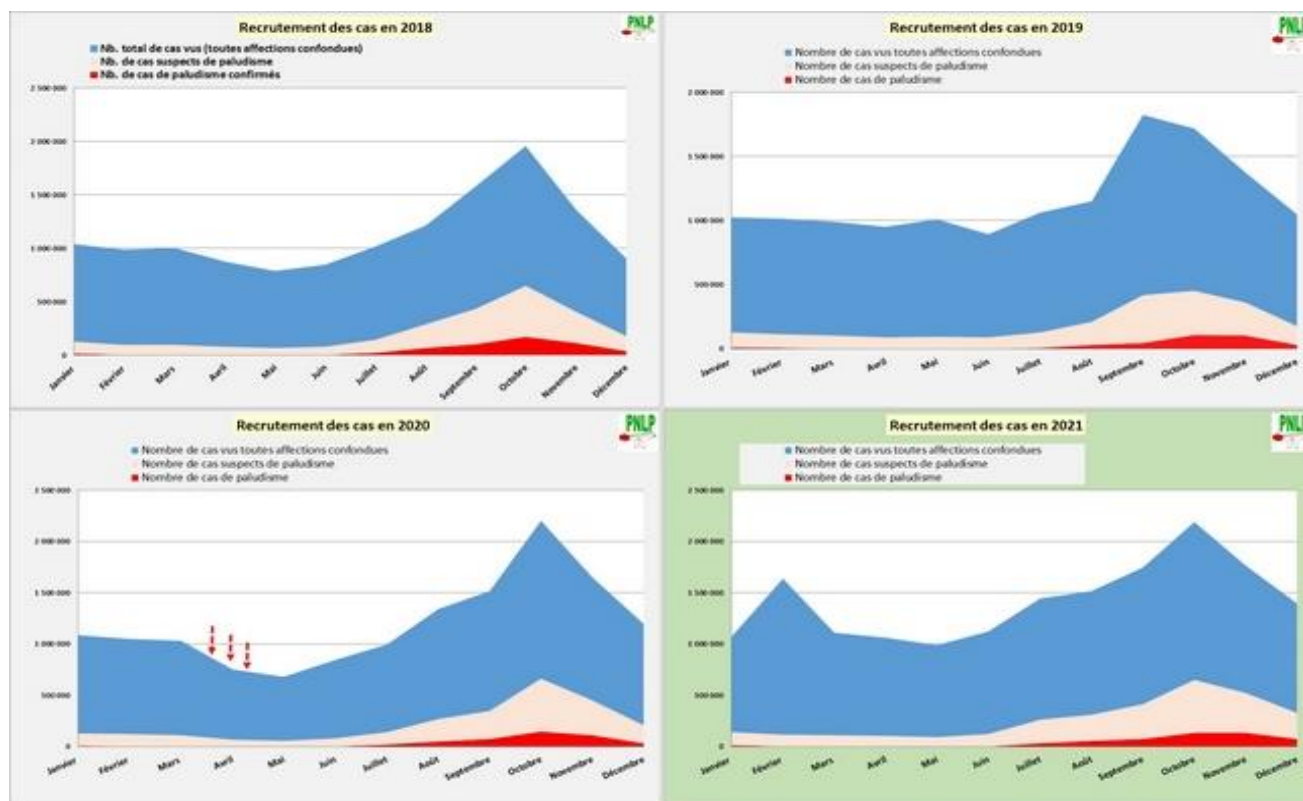 Recrutement des cas en 2018
PNLP
Nb. total de cas vus (toutes affections confondues)
Nb. de cas suspects de paludisme
Nb. de cas de paludisme confirmés
2 500 000
2 000 000
1 500 000
1 000 000
500 000
0
Janvier
Février
Mars
Avril
Mai
Juin
Juillet
Août
Septembre
Octobre
Novembre
Décembre
Recrutement des cas en 2019
PNLP
Nombre de cas vus toutes affections confondues
Nombre de cas suspects de paludisme
Nombre de cas de paludisme
2 000 000
1 500 000
1 000 000
500 000
0
Janvier
Février
Mars
Avril
Mai
Juin
Juillet
Août
Septembre
Octobre
Novembre
Décembre
Recrutement des cas en 2020
PNLP
Nombre de cas vus toutes affections confondues
Nombre de cas suspects de paludisme
Nombre de cas de paludisme
2 500 000
2 000 000
1 500 000
1 000 000
500 000
0
Janvier
Février
Mars
Avril
Mai
Juin
Juillet
Août
Septembre
Octobre
Novembre
Décembre
Recrutement des cas en 2021
PNLP
Nombre de cas vus toutes affections confondues
Nombre de cas suspects de paludisme
Nombre de cas de paludisme
2 500 000
2 000 000
1 500 000
1 000 000
500 000
0
Janvier
Février
Mars
Avril
Mai
Juin
Juillet
Août
Septembre
Octobre
Novembre
Décembre